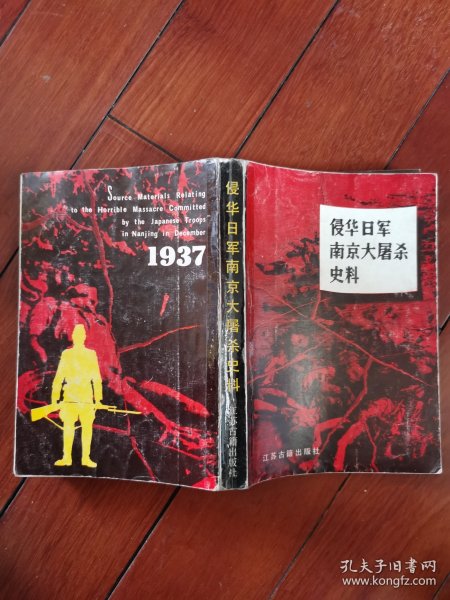 Source Materials Relating
to the Horrible Massacre Committed
by the Japanese Troops
in Nanjing in December
1937
侵华日军南京大屠杀史料
江苏古籍出版社
侵华日军
南京大屠杀
史料
江苏古籍出版社
孔夫子旧书网
www.kongfz.com